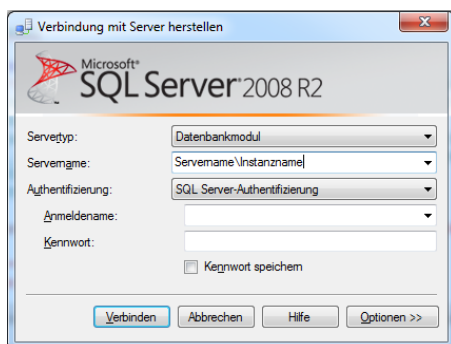 Verbindung mit Server herstellen
Microsoft®
SQL Server® 2008 R2
Servertyp: Datenbankmodul
Servername: Servername\Instanzname
Authentifizierung: SQL Server-Authentifizierung
Anmeldename:
Kennwort:
Kennwort speichern
Verbinden Abbrechen Hilfe Optionen >>